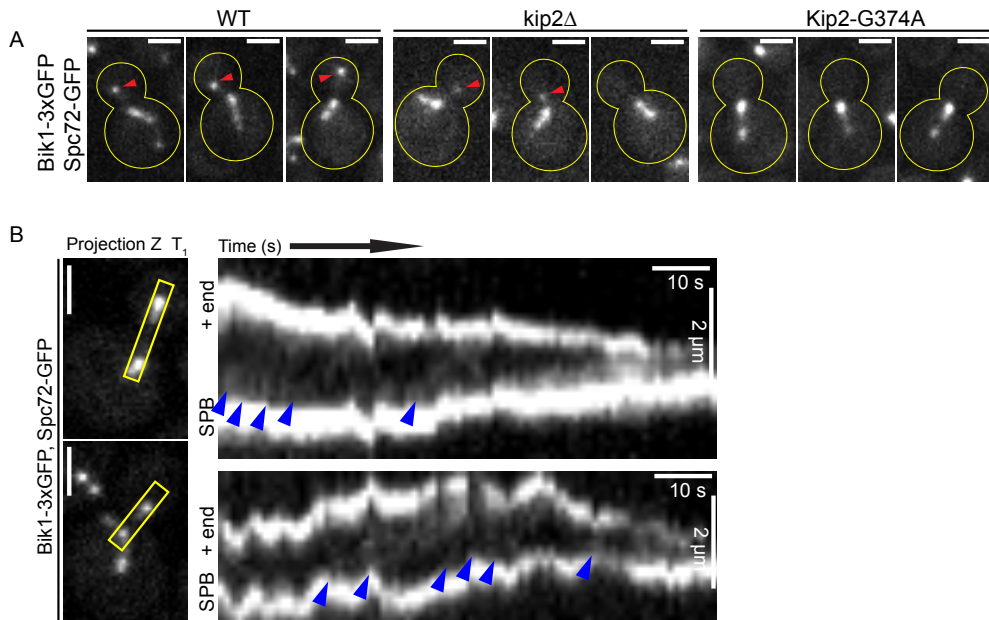 WT kip2Δ Kip2-G374A
A
Bik1-3xGFP
Spc72-GFP
B
Projection Z T1 Time (s)
Bik1-3xGFP, Spc72-GFP
+ end
SPB
10 s
2 µm
+ end
SPB
10 s
2 µm